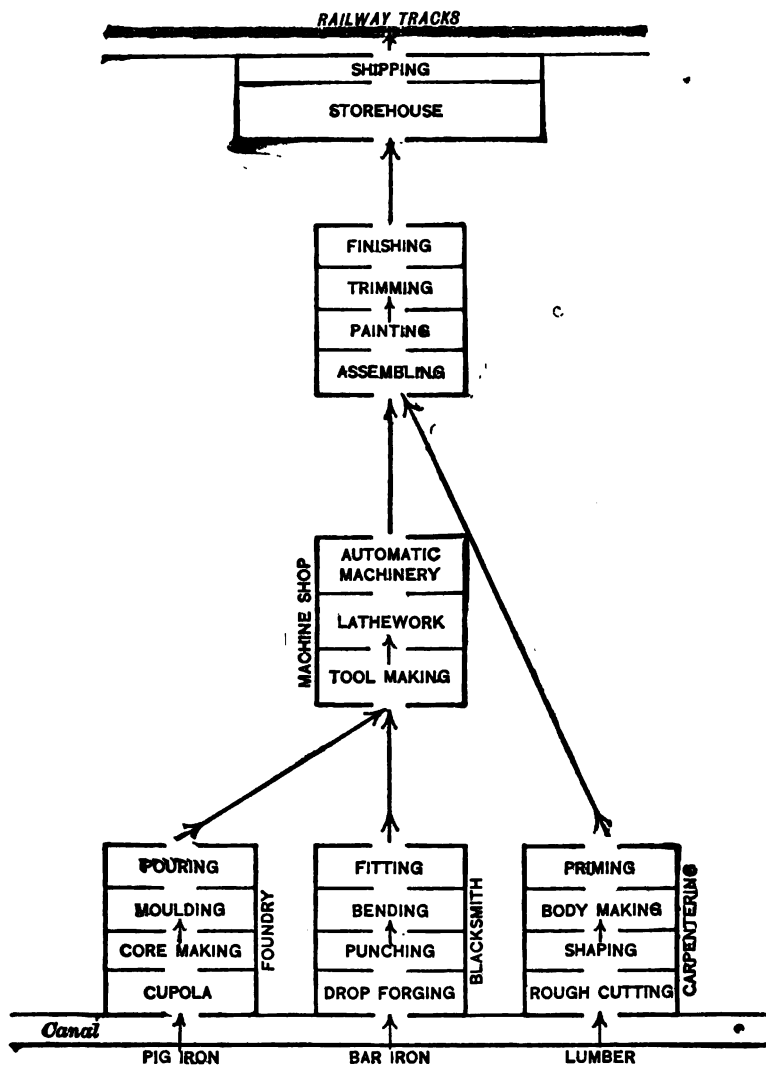 RAILWAY TRACKS
SHIPPING
STOREHOUSE
FINISHING
TRIMMING
PAINTING
ASSEMBLING
MACHINE SHOP
AUTOMATIC
MACHINERY
LATHEWORK
TOOL MAKING
POURING
MOULDING
CORE MAKING
CUPOLA
FOUNDRY
FITTING
BENDING
PUNCHING
DROP FORGING
BLACKSMITH
PRIMING
BODY MAKING
SHAPING
ROUGH CUTTING
CARPENTERING
Canal
PIG IRON
BAR IRON
LUMBER